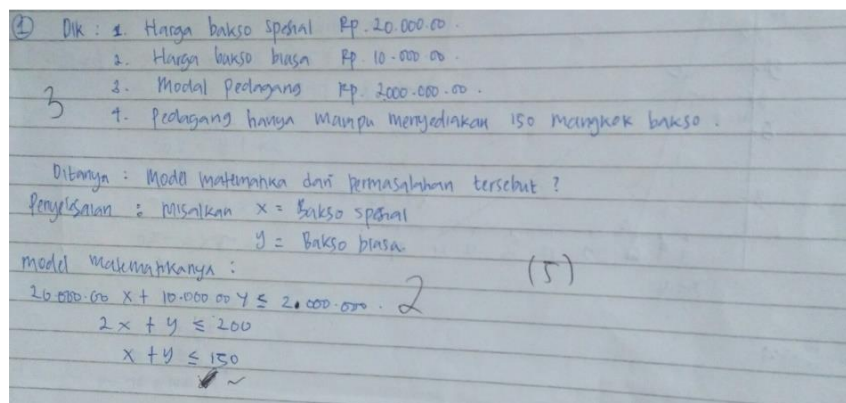 ① Dik : 1. Harga bakso spesial Rp. 20.000.00.
2. Harga bakso biasa Rp. 10.000.00.
3. Modal Pedagang Rp. 2000.000.00.
3
4. Pedagang hanya mampu menyediakan 150 mangkok bakso.
Ditanya : Model matematika dari permasalahan tersebut ?
Penyelesaian : Misalkan x = Bakso spesial
y = Bakso biasa.
model matematikanya :
(5)
20.000.00 x + 10.000.00 y ≤ 2.000.000. 2
2x + y ≤ 200
x + y ≤ 150